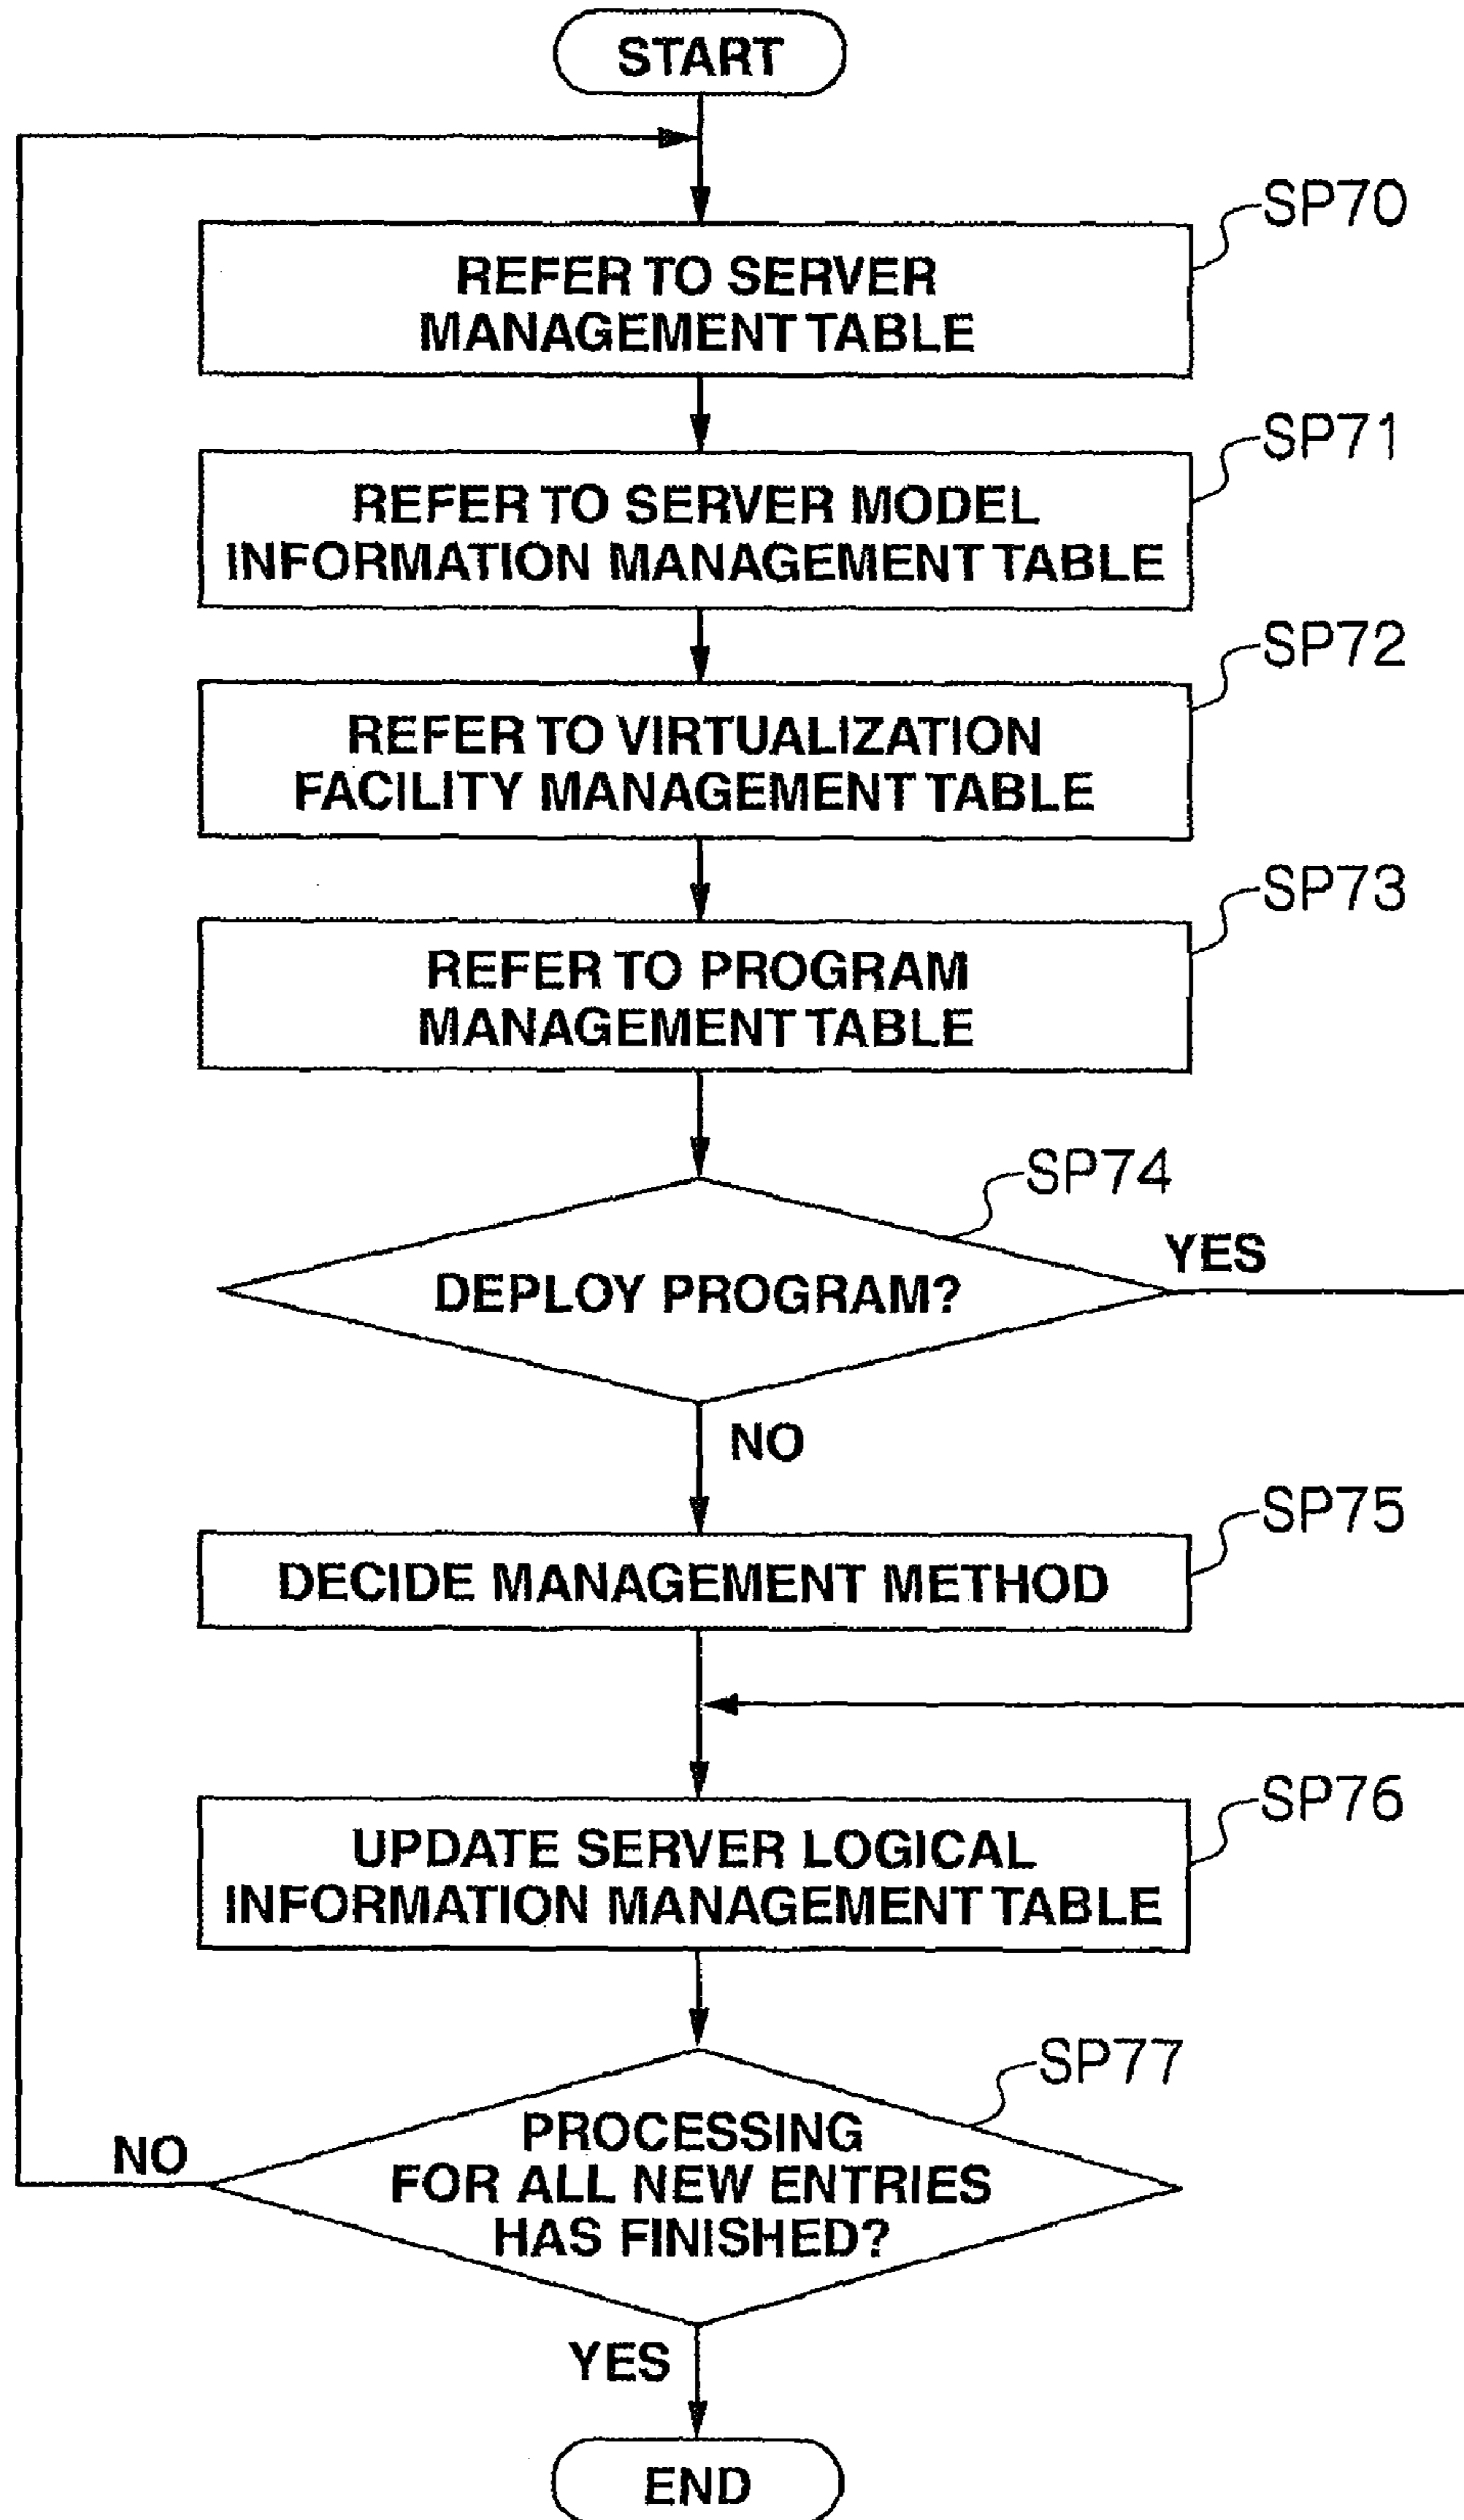 START
SP70
REFER TO SERVER
MANAGEMENT TABLE
SP71
REFER TO SERVER MODEL
INFORMATION MANAGEMENT TABLE
SP72
REFER TO VIRTUALIZATION
FACILITY MANAGEMENT TABLE
SP73
REFER TO PROGRAM
MANAGEMENT TABLE
SP74
DEPLOY PROGRAM?
YES
NO
SP75
DECIDE MANAGEMENT METHOD
SP76
UPDATE SERVER LOGICAL
INFORMATION MANAGEMENT TABLE
SP77
PROCESSING
FOR ALL NEW ENTRIES
HAS FINISHED?
NO
YES
END